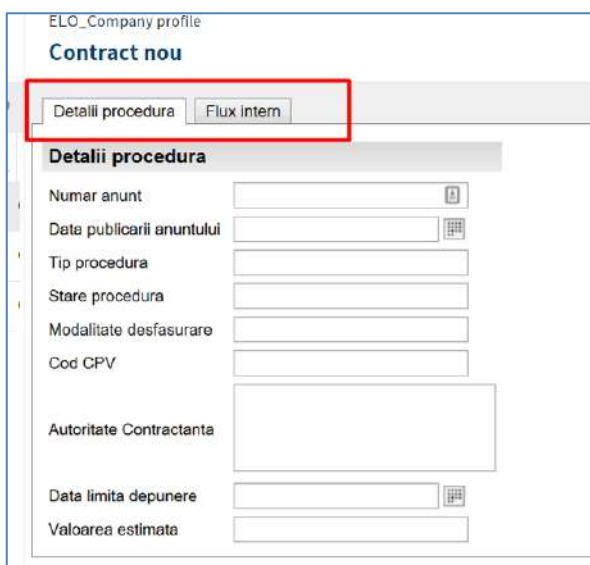 ELO_Company profile
Contract nou
Detalii procedura Flux intern
Detalii procedura
Numar anunt
Data publicarii anuntului
Tip procedura
Stare procedura
Modalitate desfasurare
Cod CPV
Autoritate Contractanta
Data limita depunere
Valoarea estimata